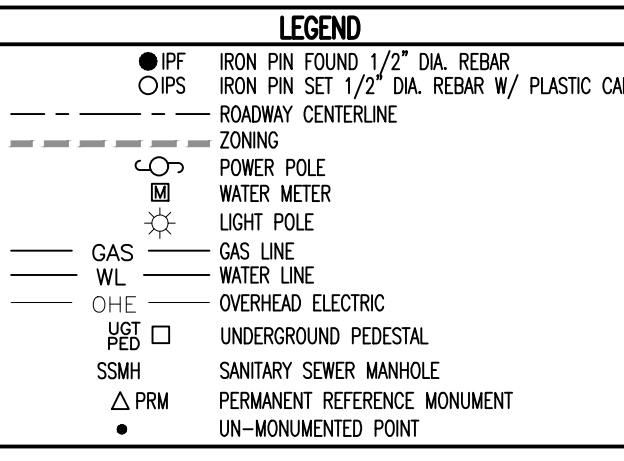 LEGEND
IPF IRON PIN FOUND 1/2" DIA. REBAR
IPS IRON PIN SET 1/2" DIA. REBAR W/ PLASTIC
ROADWAY CENTERLINE
ZONING
POWER POLE
M WATER METER
LIGHT POLE
GAS GAS LINE
WL WATER LINE
OHE OVERHEAD ELECTRIC
UGT
PED UNDERGROUND PEDESTAL
SSMH SANITARY SEWER MANHOLE
PRM PERMANENT REFERENCE MONUMENT
UN-MONUMENTED POINT